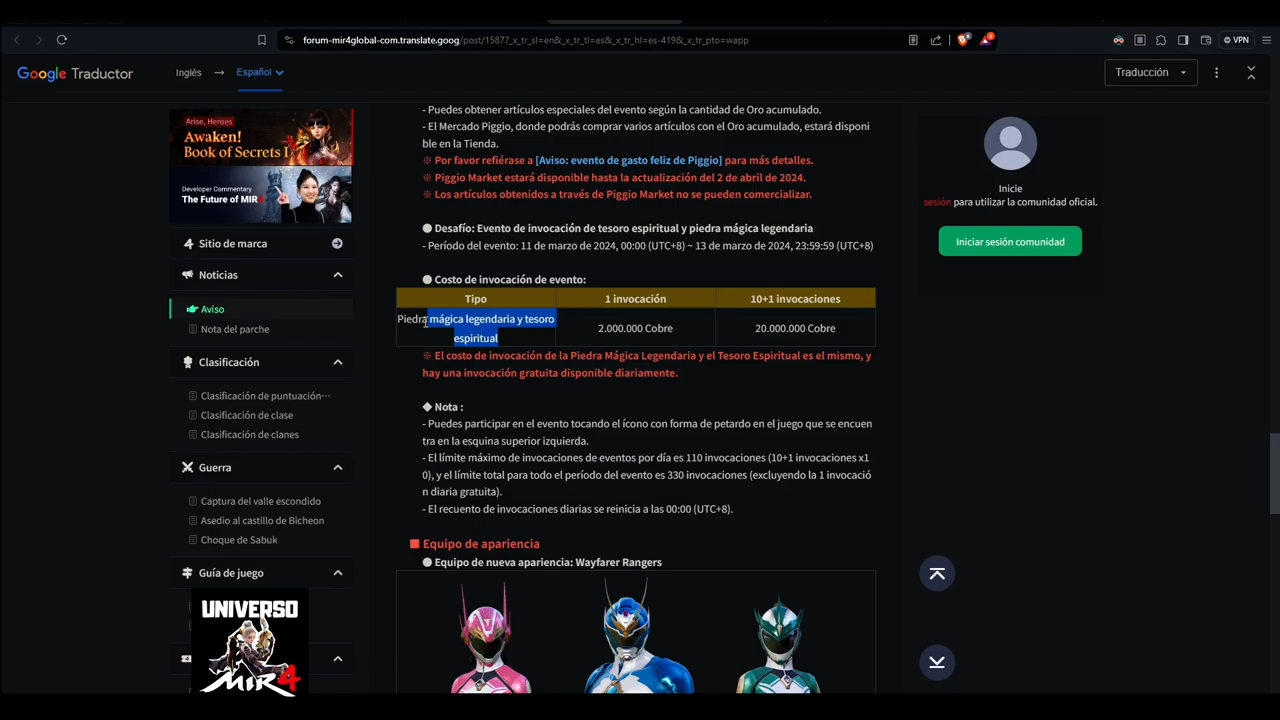 forum-mir4global-com.translate.goog/post/1587?_x_tr_sl=en&_x_tr_tl=es&_x_tr_hl=es-419&_x_tr_pto=wapp
VPN
Google Traductor
Inglés
Español
Traducción
Arise, Heroes
Awaken!
Book of Secrets I
Developer Commentary
The Future of MIR4
Sitio de marca
Noticias
Aviso
Nota del parche
Clasificación
Clasificación de puntuación…
Clasificación de clase
Clasificación de clanes
Guerra
Captura del valle escondido
Asedio al castillo de Bicheon
Choque de Sabuk
Guía de juego
UNIVERSO
MIR4
- Puedes obtener artículos especiales del evento según la cantidad de Oro acumulado.
- El Mercado Piggio, donde podrás comprar varios artículos con el Oro acumulado, estará disponi
ble en la Tienda.
※ Por favor refiérase a [Aviso: evento de gasto feliz de Piggio] para más detalles.
※ Piggio Market estará disponible hasta la actualización del 2 de abril de 2024.
※ Los artículos obtenidos a través de Piggio Market no se pueden comercializar.
● Desafío: Evento de invocación de tesoro espiritual y piedra mágica legendaria
- Período del evento: 11 de marzo de 2024, 00:00 (UTC+8) ~ 13 de marzo de 2024, 23:59:59 (UTC+8)
● Costo de invocación de evento:
Tipo 1 invocación 10+1 invocaciones
Piedra mágica legendaria y tesoro
espiritual
2.000.000 Cobre 20.000.000 Cobre
※ El costo de invocación de la Piedra Mágica Legendaria y el Tesoro Espiritual es el mismo, y
hay una invocación gratuita disponible diariamente.
◆ Nota :
- Puedes participar en el evento tocando el ícono con forma de petardo en el juego que se encuen
tra en la esquina superior izquierda.
- El límite máximo de invocaciones de eventos por día es 110 invocaciones (10+1 invocaciones x1
0), y el límite total para todo el período del evento es 330 invocaciones (excluyendo la 1 invocació
n diaria gratuita).
- El recuento de invocaciones diarias se reinicia a las 00:00 (UTC+8).
■ Equipo de apariencia
● Equipo de nueva apariencia: Wayfarer Rangers
Inicie
sesión para utilizar la comunidad oficial.
Iniciar sesión comunidad